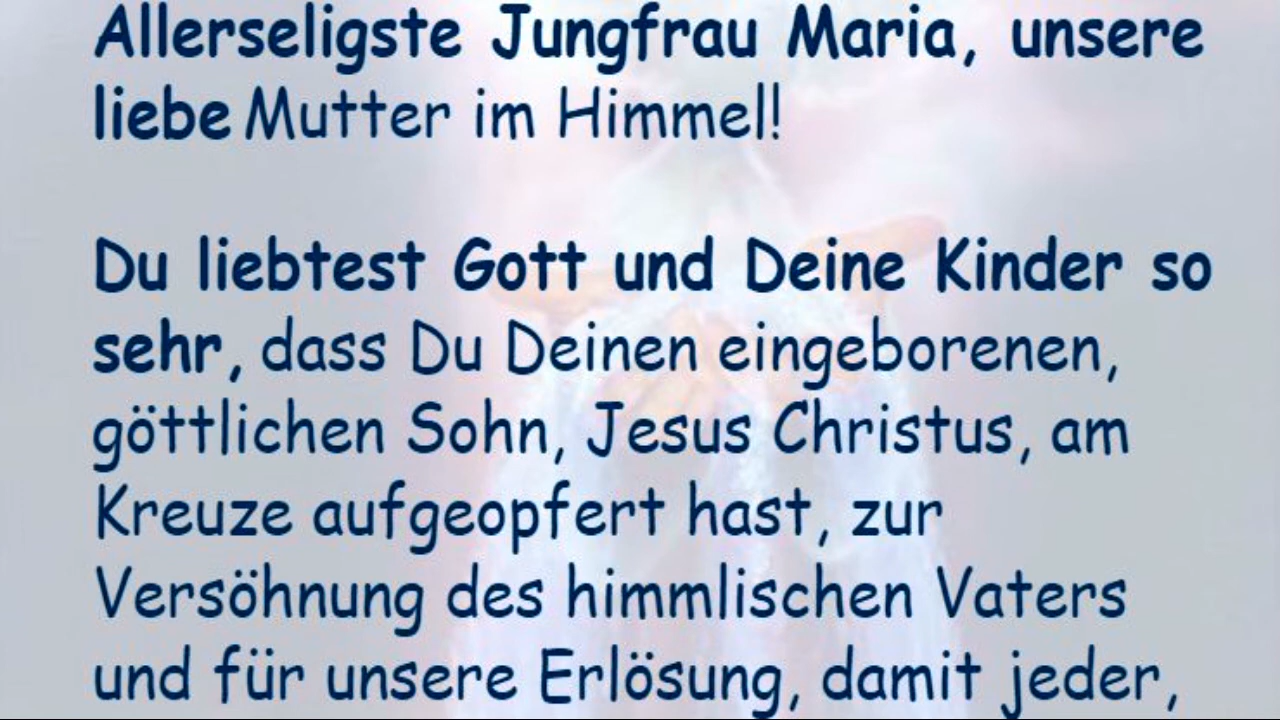 Allerseligste Jungfrau Maria, unsere
liebe Mutter im Himmel!
Du liebtest Gott und Deine Kinder so
sehr, dass Du Deinen eingeborenen,
göttlichen Sohn, Jesus Christus, am
Kreuze aufgeopfert hast, zur
Versöhnung des himmlischen Vaters
und für unsere Erlösung, damit jeder,